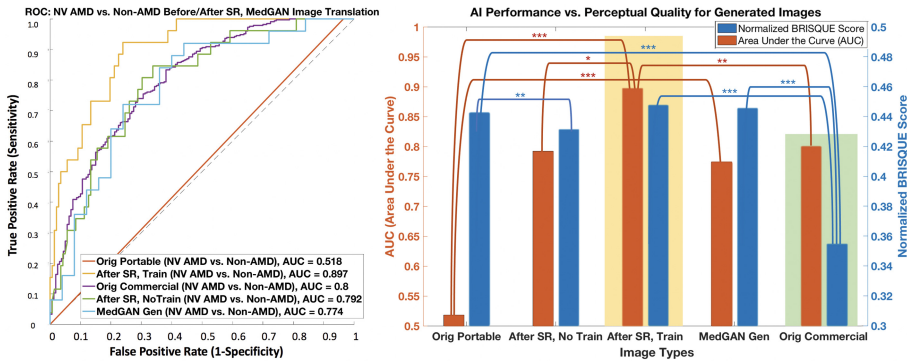 ROC: NV AMD vs. Non-AMD Before/After SR, MedGAN Image Translation
True Positive Rate (Sensitivity)
1
0.9
0.8
0.7
0.6
0.5
0.4
0.3
0.2
0.1
0
Orig Portable (NV AMD vs. Non-AMD), AUC = 0.518
After SR, Train (NV AMD vs. Non-AMD), AUC = 0.897
Orig Commercial (NV AMD vs. Non-AMD), AUC = 0.8
After SR, NoTrain (NV AMD vs. Non-AMD), AUC = 0.792
MedGAN Gen (NV AMD vs. Non-AMD), AUC = 0.774
0 0.1 0.2 0.3 0.4 0.5 0.6 0.7 0.8 0.9 1
False Positive Rate (1-Specificity)
AI Performance vs. Perceptual Quality for Generated Images
Normalized BRISQUE Score
Area Under the Curve (AUC)
AUC (Area Under the Curve)
1
0.95
0.9
0.85
0.8
0.75
0.7
0.65
0.6
0.55
0.5
***
***
*
**
***
***
**
***
0.5
0.48
0.46
0.44
0.42
0.40
0.38
0.36
0.34
0.32
0.30
Normalized BRISQUE Score
Orig Portable After SR, No Train After SR, Train MedGAN Gen Orig Commercial
Image Types